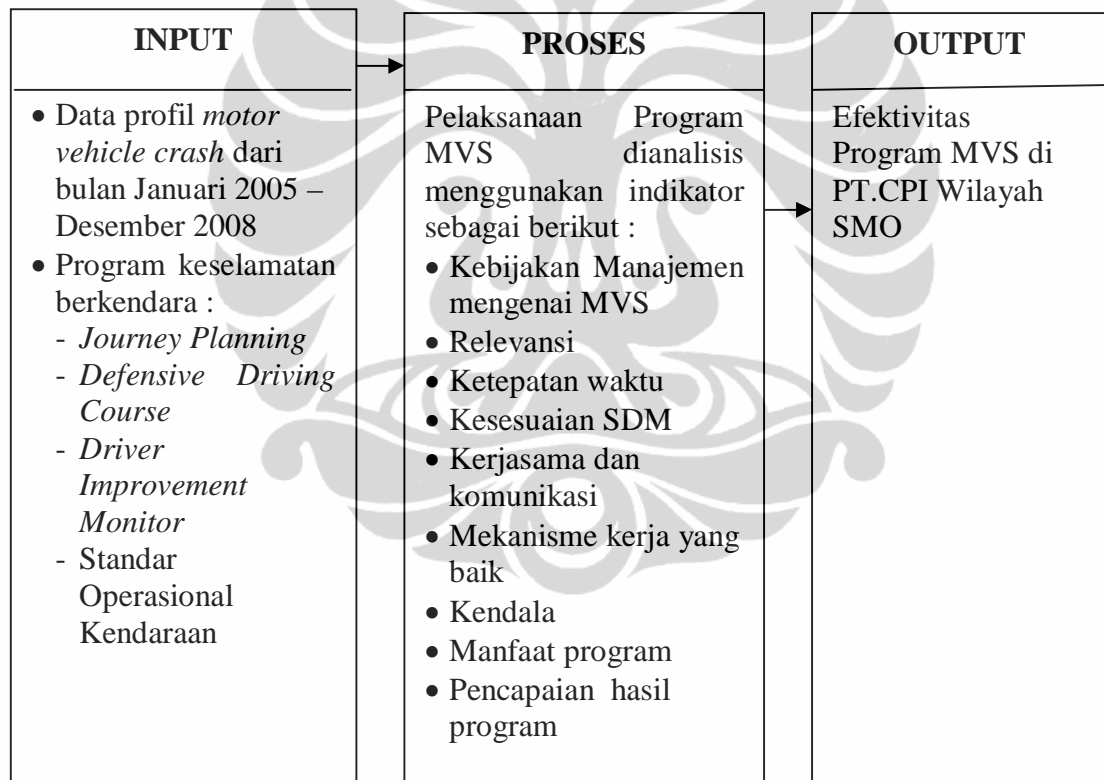 INPUT
• Data profil motor
vehicle crash dari
bulan Januari 2005 –
Desember 2008
• Program keselamatan
berkendara :
- Journey Planning
- Defensive Driving
Course
- Driver
Improvement
Monitor
- Standar
Operasional
Kendaraan
PROSES
Pelaksanaan Program
MVS dianalisis
menggunakan indikator
sebagai berikut :
• Kebijakan Manajemen
mengenai MVS
• Relevansi
• Ketepatan waktu
• Kesesuaian SDM
• Kerjasama dan
komunikasi
• Mekanisme kerja yang
baik
• Kendala
• Manfaat program
• Pencapaian hasil
program
OUTPUT
Efektivitas
Program MVS di
PT.CPI Wilayah
SMO